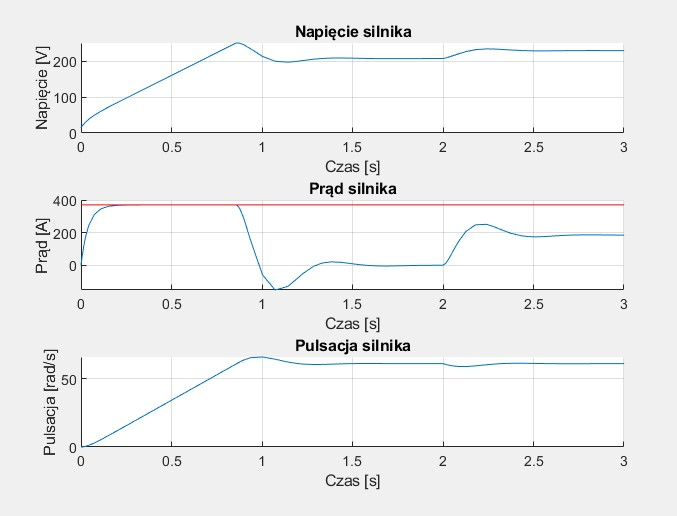 Napięcie silnika
Napięcie [V]
200
100
0
0 0.5 1 1.5 2 2.5 3
Czas [s]
Prąd silnika
Prąd [A]
400
200
0
0 0.5 1 1.5 2 2.5 3
Czas [s]
Pulsacja silnika
Pulsacja [rad/s]
50
0
0 0.5 1 1.5 2 2.5 3
Czas [s]